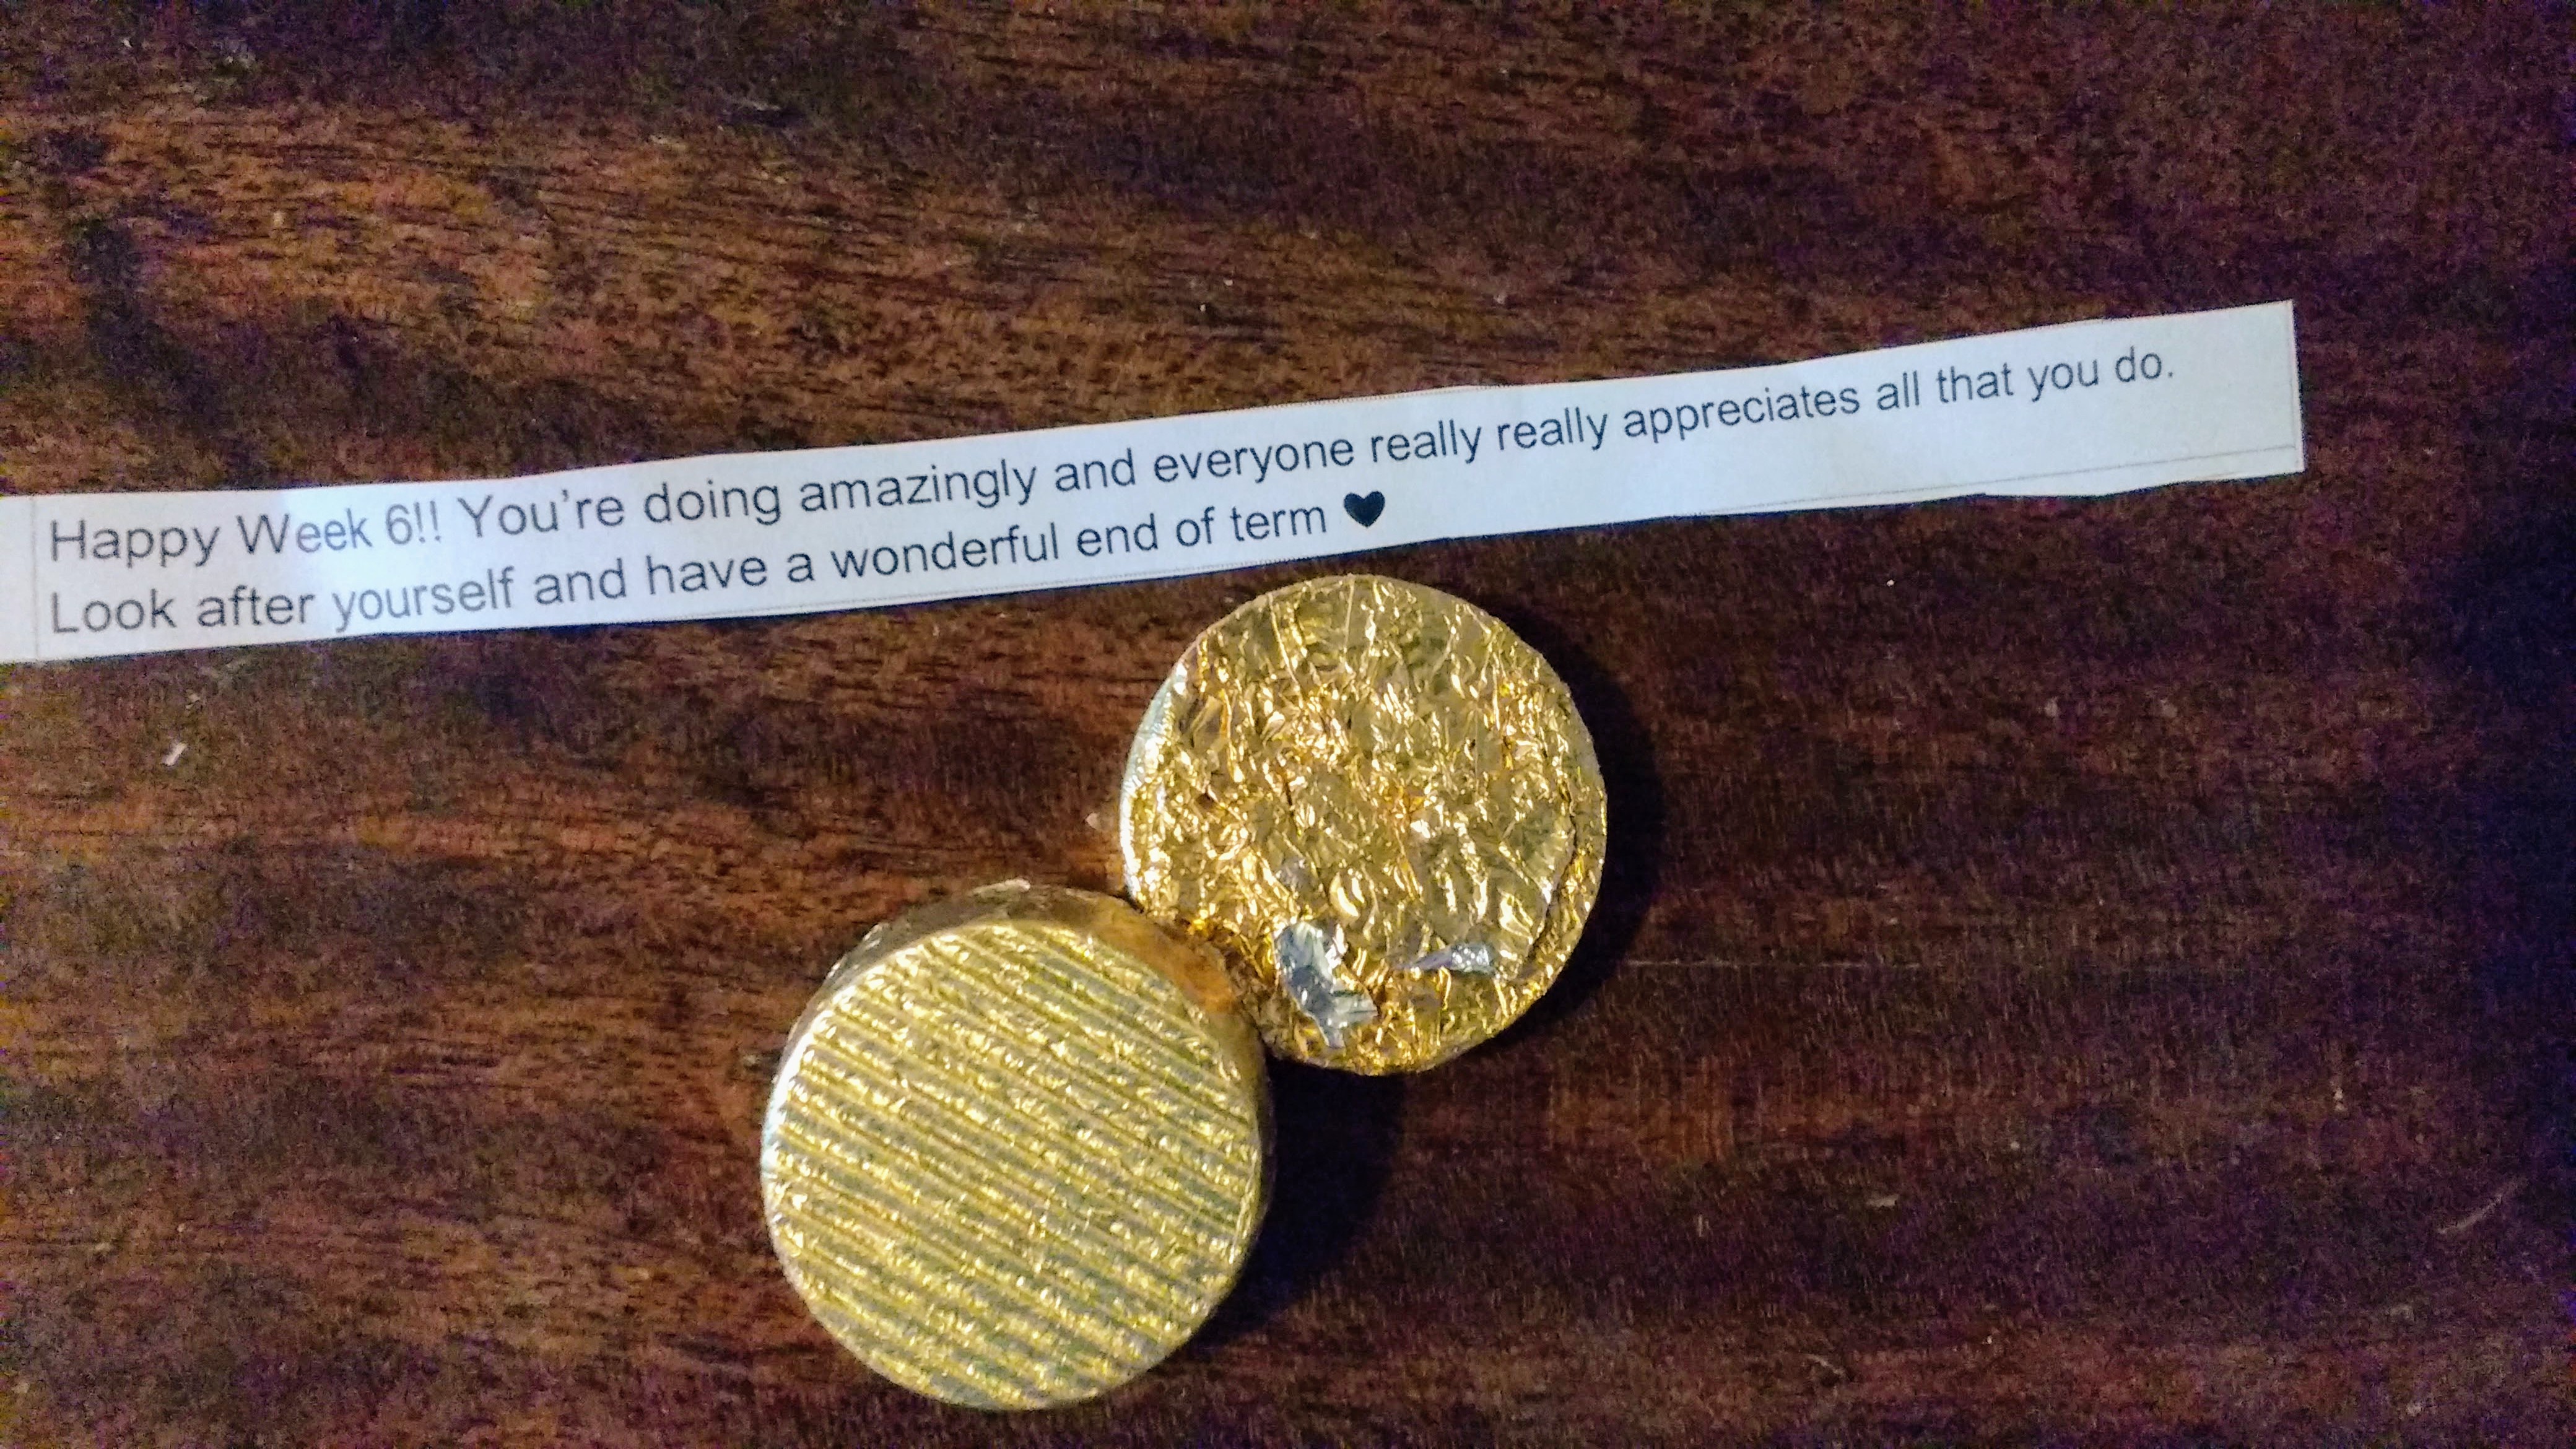 Happy Week 6!! You're doing amazingly and everyone really really appreciates all that you do.
Look after yourself and have a wonderful end of term ♥